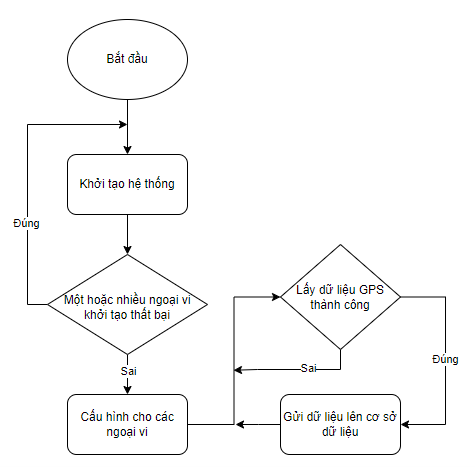 Bắt đầu
Khởi tạo hệ thống
Đúng
Một hoặc nhiều ngoại vi
khởi tạo thất bại
Sai
Cấu hình cho các
ngoại vi
Lấy dữ liệu GPS
thành công
Sai
Đúng
Gửi dữ liệu lên cơ sở
dữ liệu